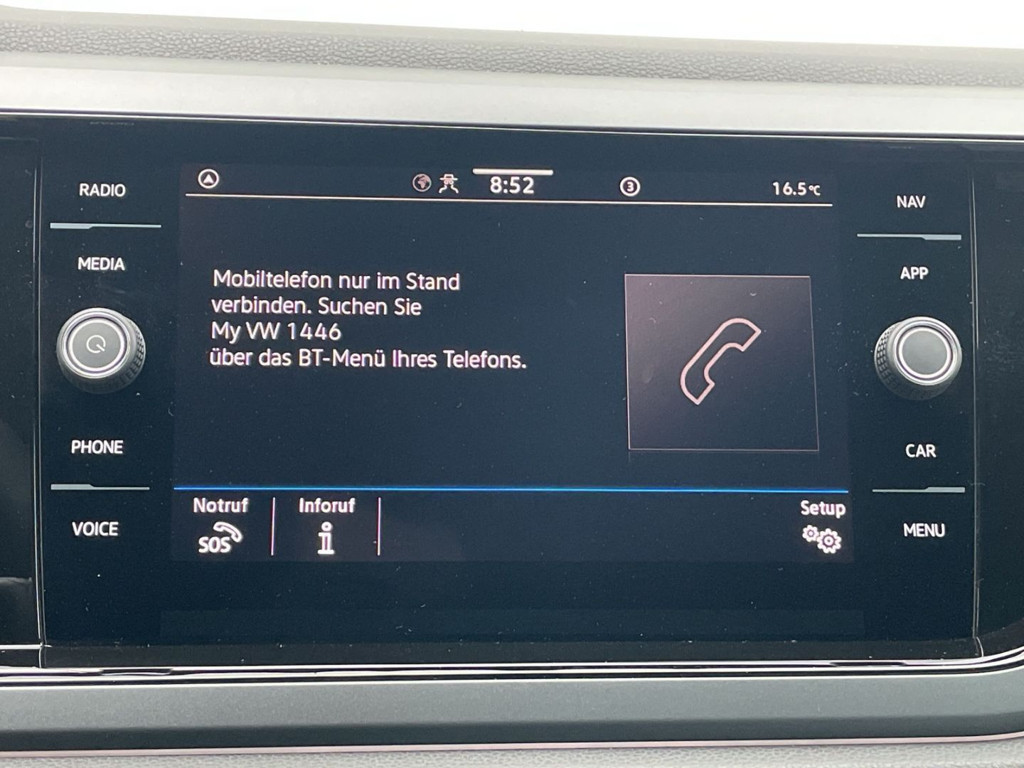 RADIO
MEDIA
PHONE
VOICE
8:52
3
16.5°C
Mobiltelefon nur im Stand
verbinden. Suchen Sie
My VW 1446
über das BT-Menü Ihres Telefons.
Notruf
SOS
Inforuf
i
Setup
NAV
APP
CAR
MENU